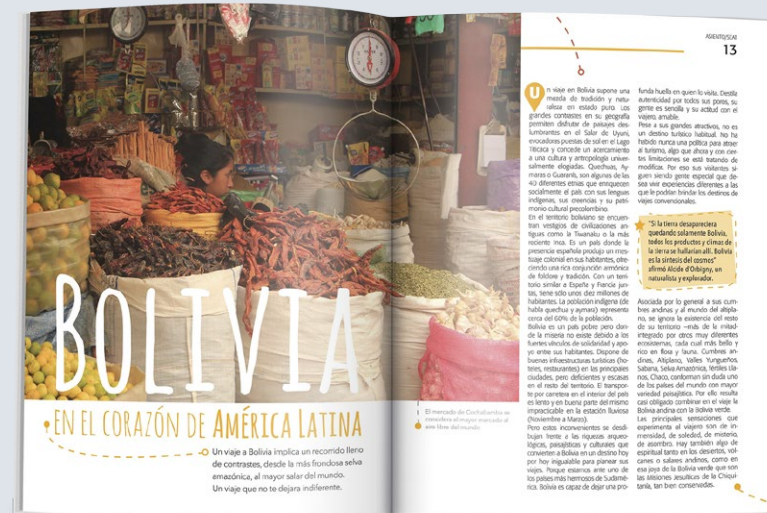 BOLIVIA
EN EL CORAZÓN DE AMÉRICA LATINA
Un viaje a Bolivia implica un recorrido lleno
de contrastes, desde la más frondosa selva
amazónica, al mayor salar del mundo.
Un viaje que no te dejara indiferente.
El mercado de Cochabamba se
considera el mayor mercado al
aire libre del mundo.
ASIENTO/5CAT
13
Un viaje en Bolivia supone una
mezcla de tradición y natu-
raleza en estado puro. Los
grandes contrastes en su geografía
permiten disfrutar de paisajes des-
lumbrantes en el Salar de Uyuni,
evocadoras puestas de sol en el Lago
Titicaca y concede un acercamiento
a una cultura y antropología univer-
salmente elogiadas. Quechuas, Ay-
maras o Guaranís, son algunas de las
40 diferentes etnias que enriquecen
socialmente el país con sus lenguas
indígenas, sus creencias y su patri-
monio cultural precolombino.
En el territorio boliviano se encuen-
tran vestigios de civilizaciones an-
tiguas como la Tiwanaku o la más
reciente inca. Es un país donde la
presencia española produjo un mes-
tizaje colonial en sus habitantes, ofre-
ciendo una rica conjunción armónica
de folclore y tradición. Con un terri-
torio similar a España y Francia jun-
tas, tiene sólo unos diez millones de
habitantes. La población indígena (de
habla quechua y aymara) representa
cerca del 60% de la población.
Bolivia es un país pobre pero don-
de la miseria no existe debido a los
fuertes vínculos de solidaridad y apo-
yo entre sus habitantes. Dispone de
buenas infraestructuras turísticas (ho-
teles, restaurantes) en las principales
ciudades, pero deficientes y escasas
en el resto del territorio. El transpor-
te por carretera en el interior del país
es lento y en buena parte del mismo
impracticable en la estación lluviosa
(Noviembre a Marzo).
Pero estos inconvenientes se desdi-
bujan frente a las riquezas arqueo-
lógicas, paisajísticas y culturales que
convierten a Bolivia en un destino hoy
por hoy inigualable para planear sus
viajes. Porque estamos ante uno de
los países más hermosos de Sudamé-
rica. Bolivia es capaz de dejar una pro-
funda huella en quien lo visita. Destila
autenticidad por todos sus poros, su
gente es sencilla y su actitud con el
viajero, amable.
Pese a sus grandes atractivos, no es
un destino turístico habitual. No ha
habido nunca una política para atraer
al turismo, algo que ahora y con cier-
tas limitaciones se está tratando de
modificar. Por eso sus visitantes si-
guen siendo gente especial que de-
sea vivir experiencias diferentes a las
que le podrían brindar los destinos de
viajes convencionales.
"Si la tierra desapareciera
quedando solamente Bolivia,
todos los productos y climas de
la tierra se hallarían allí. Bolivia
es la síntesis del cosmos"
afirmó Alcide d'Orbigny, un
naturalista y explorador.
Asociada por lo general a sus cum-
bres andinas y al mundo del altipla-
no, se ignora la existencia del resto
de su territorio –más de la mitad-
integrado por otros muy diferentes
ecosistemas, cada cual más bello y
rico en flora y fauna. Cumbres an-
dinas, Altiplano, Valles Yungueños
Sabana, Selva Amazónica, fértiles Lla-
nos, Chaco, conforman sin duda uno
de los países del mundo con mayor
variedad paisajística. Por ello resulta
casi obligado combinar en el viaje la
Bolivia andina con la Bolivia verde.
Las principales sensaciones que
experimenta el viajero son de in-
mensidad, de soledad, de misterio,
de asombro. Hay también algo de
espiritual tanto en los desiertos, vol-
canes o salares andinos, como en
esa joya de la Bolivia verde que son
las Misiones Jesuíticas de la Chiqui-
tanía, tan bien conservadas.